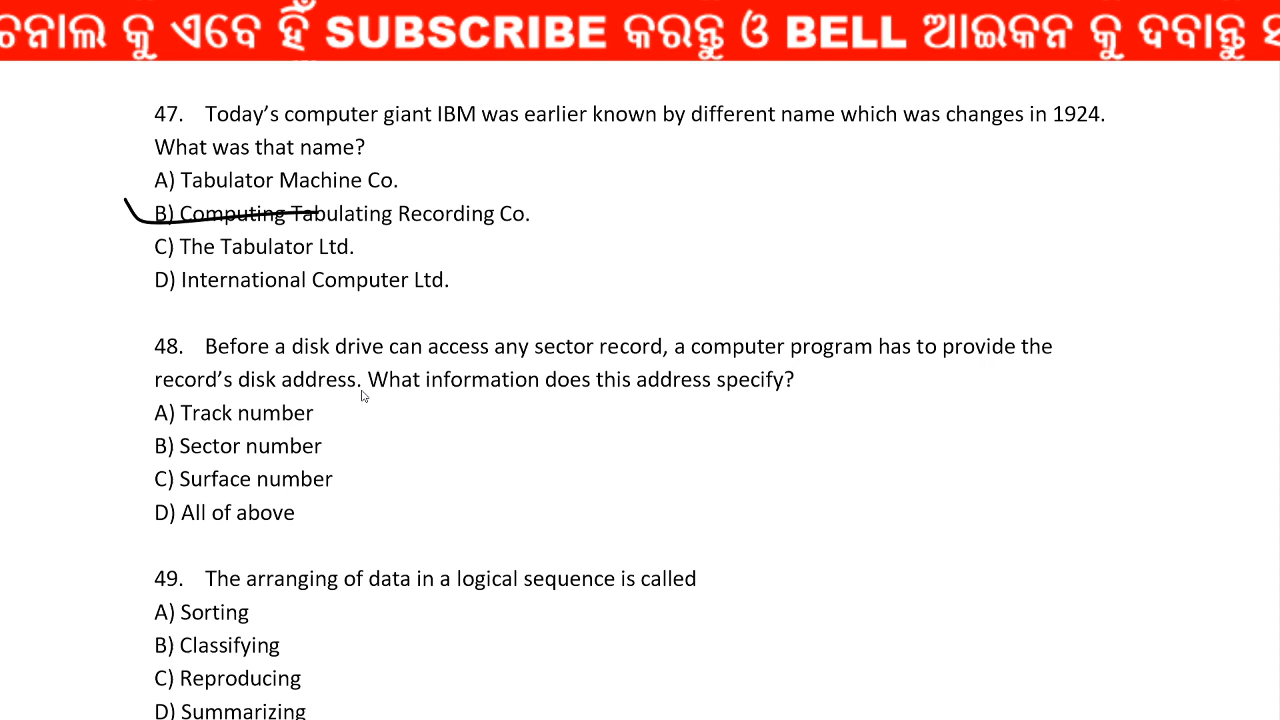 କୁ ଏବେ ହିଁ SUBSCRIBE କରନ୍ତୁ ଓ BELL ଆଇକନ କୁ ଦବାନ୍ତୁ
47. Today's computer giant IBM was earlier known by different name which was changes in 1924.
What was that name?
A) Tabulator Machine Co.
B) Computing Tabulating Recording Co.
C) The Tabulator Ltd.
D) International Computer Ltd.
48. Before a disk drive can access any sector record, a computer program has to provide the
record's disk address. What information does this address specify?
A) Track number
B) Sector number
C) Surface number
D) All of above
49. The arranging of data in a logical sequence is called
A) Sorting
B) Classifying
C) Reproducing
D) Summarizing